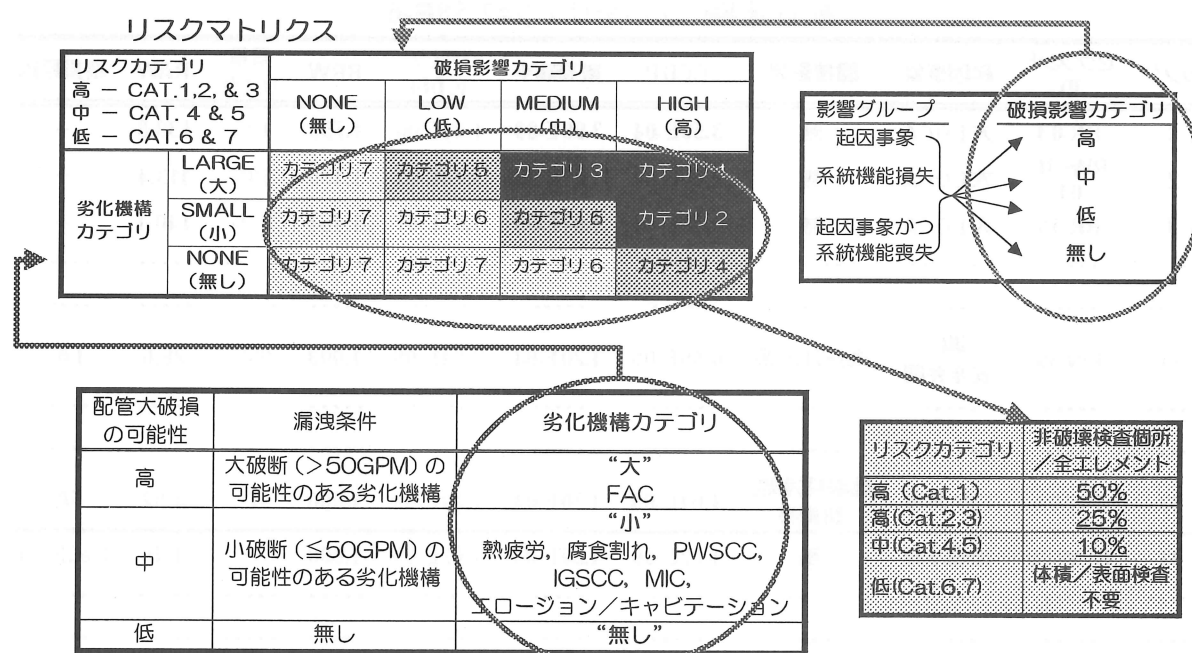 リスクマトリクス
リスクカテゴリ
高 － CAT.1,2, & 3
中 － CAT. 4 & 5
低 － CAT.6 & 7
破損影響カテゴリ
NONE
（無し）
LOW
（低）
MEDIUM
（中）
HIGH
（高）
劣化機構
カテゴリ
LARGE
（大）
カテゴリ 7 カテゴリ 5 カテゴリ 3 カテゴリ 1
SMALL
（小）
カテゴリ 7 カテゴリ 6 カテゴリ 5 カテゴリ 2
NONE
（無し）
カテゴリ 7 カテゴリ 7 カテゴリ 6 カテゴリ 4
影響グループ 破損影響カテゴリ
起因事象
系統機能損失
起因事象かつ
系統機能喪失
高
中
低
無し
配管大破損
の可能性
漏洩条件
劣化機構カテゴリ
高
大破断（＞50GPM）の
可能性のある劣化機構
“大”
FAC
中
小破断（≦50GPM）の
可能性のある劣化機構
“小”
熱疲労，腐食割れ，PWSCC，
IGSCC，MIC，
エロージョン／キャビテーション
低
無し
“無し”
リスクカテゴリ
非破壊検査個所
／全エレメント
高（Cat.1） 50%
高(Cat.2,3) 25%
中(Cat.4,5) 10%
低(Cat.6,7)
体積／表面検査
不要